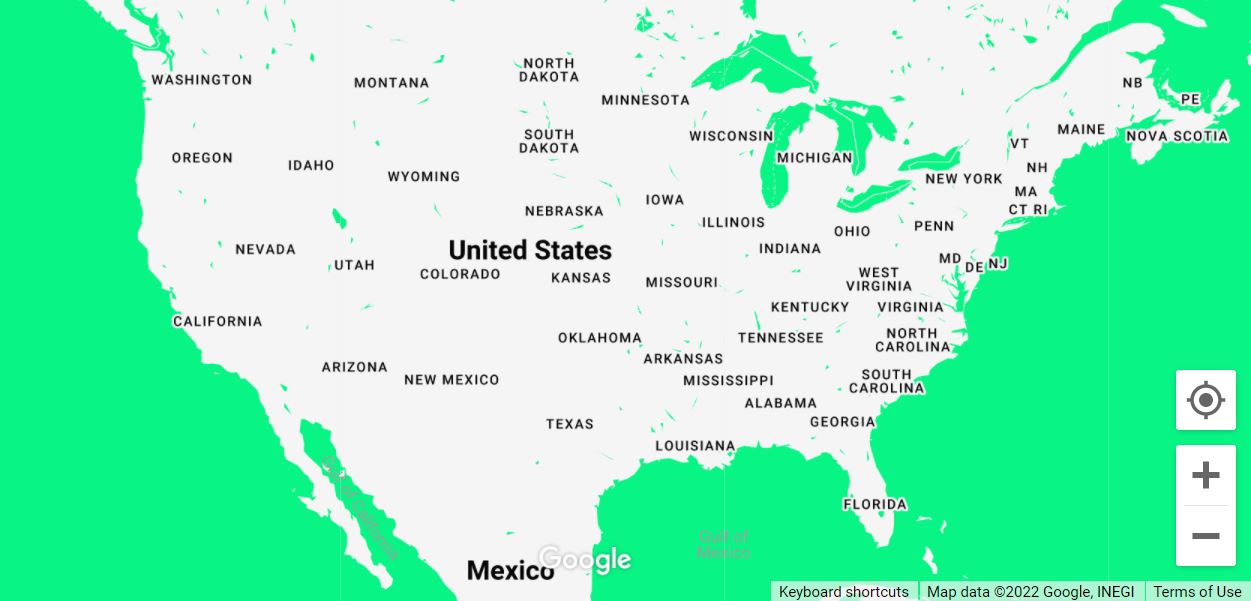 NORTH
DAKOTA
WASHINGTON
MONTANA
NB
MINNESOTA
PE
MAINE
NOVA SCOTIA
SOUTH
DAKOTA
WISCONSIN
VT
OREGON
IDAHO
MICHIGAN
NH
WYOMING
NEW YORK
MA
IOWA
NEBRASKA
CT RI
ILLINOIS
OHIO
PENN
NEVADA
United States
INDIANA
UTAH
MD
DE
NJ
COLORADO
KANSAS
WEST
VIRGINIA
MISSOURI
KENTUCKY
VIRGINIA
CALIFORNIA
OKLAHOMA
TENNESSEE
NORTH
CAROLINA
ARKANSAS
ARIZONA
NEW MEXICO
MISSISSIPPI
SOUTH
CAROLINA
ALABAMA
TEXAS
GEORGIA
LOUISIANA
Gulf of California
FLORIDA
Gulf of
Mexico
Google
Mexico
Keyboard shortcuts
Map data ©2022 Google, INEGI
Terms of Use